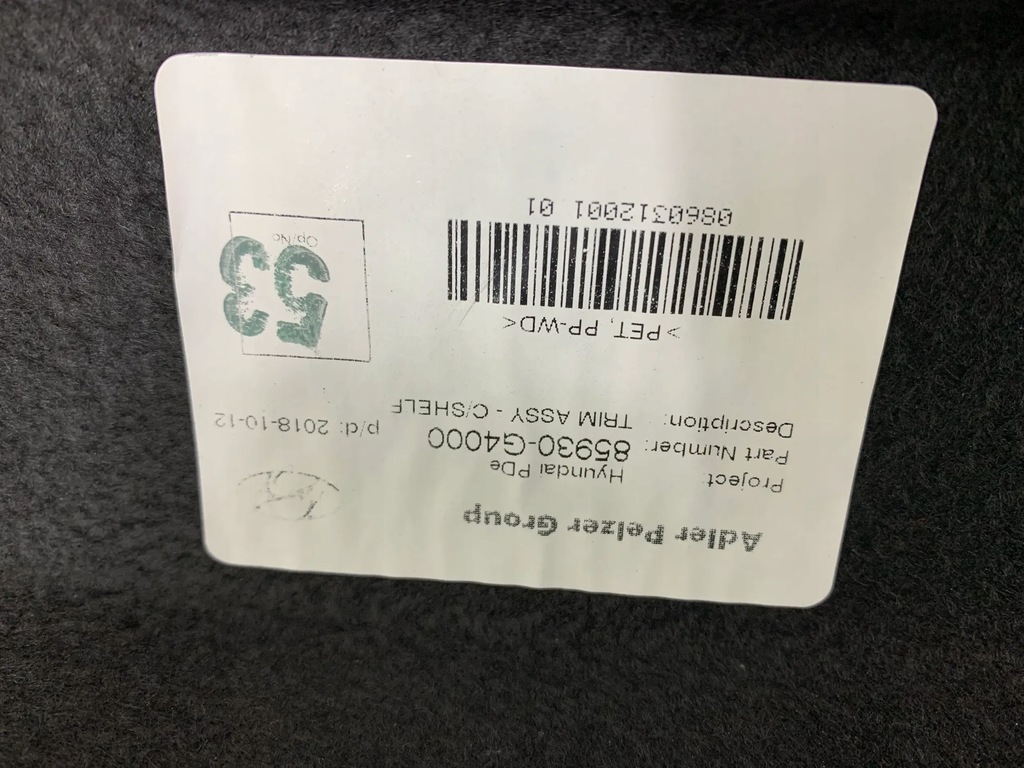 Adler Pelzer Group
Project: Hyundai PDe
Part Number: 85930-G4000 p/d: 2018-10-12
Description: TRIM ASSY - C/SHELF
>PET, PP-WD<
0860312001 01
Op/No
53